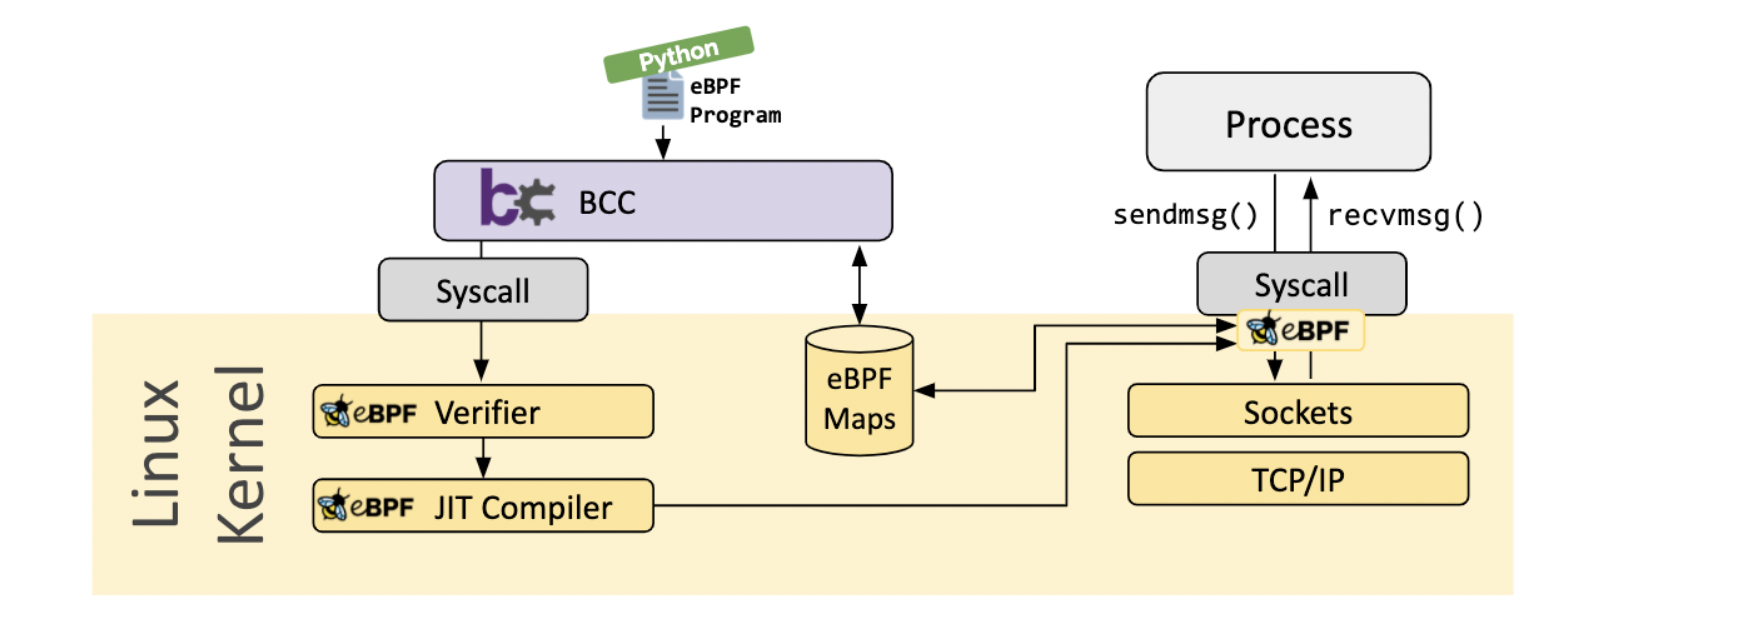 Python
eBPF
Program
bc BCC
Process
sendmsg()
recvmsg()
Syscall
Syscall
eBPF
Linux
Kernel
eBPF Verifier
eBPF
Maps
Sockets
eBPF JIT Compiler
TCP/IP